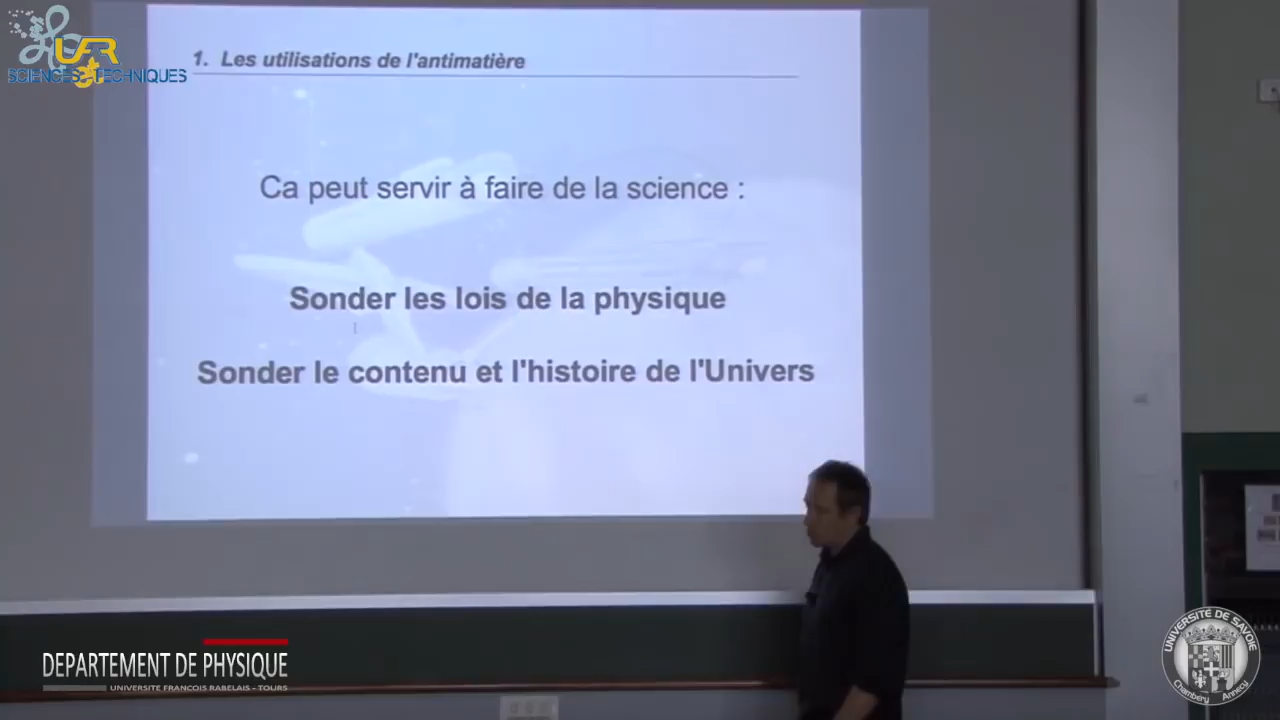 UFR
SCIENCES et TECHNIQUES
1. Les utilisations de l'antimatière
Ca peut servir à faire de la science :
Sonder les lois de la physique
Sonder le contenu et l'histoire de l'Univers
DEPARTEMENT DE PHYSIQUE
UNIVERSITE FRANCOIS RABELAIS - TOURS
UNIVERSITE DE SAVOIE
Chambéry Annecy